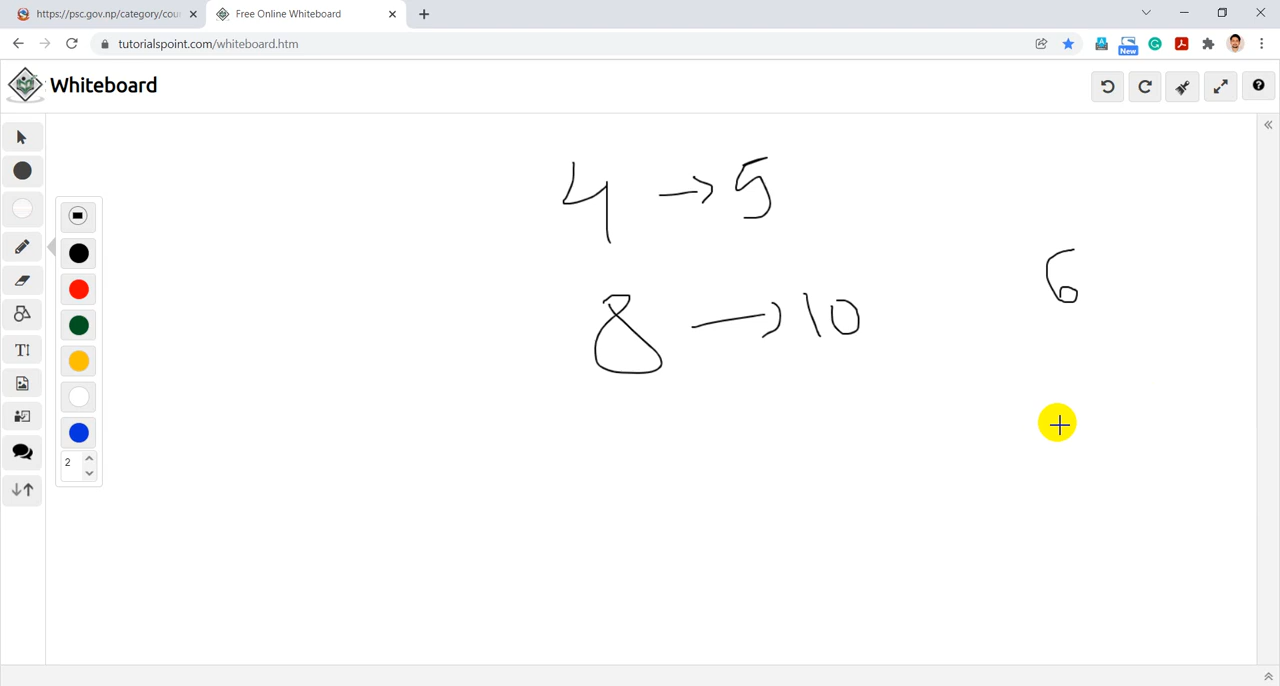 https://psc.gov.np/category/cou
Free Online Whiteboard
tutorialspoint.com/whiteboard.htm
New
Whiteboard
4 → 5
6
8 → 10
T
2